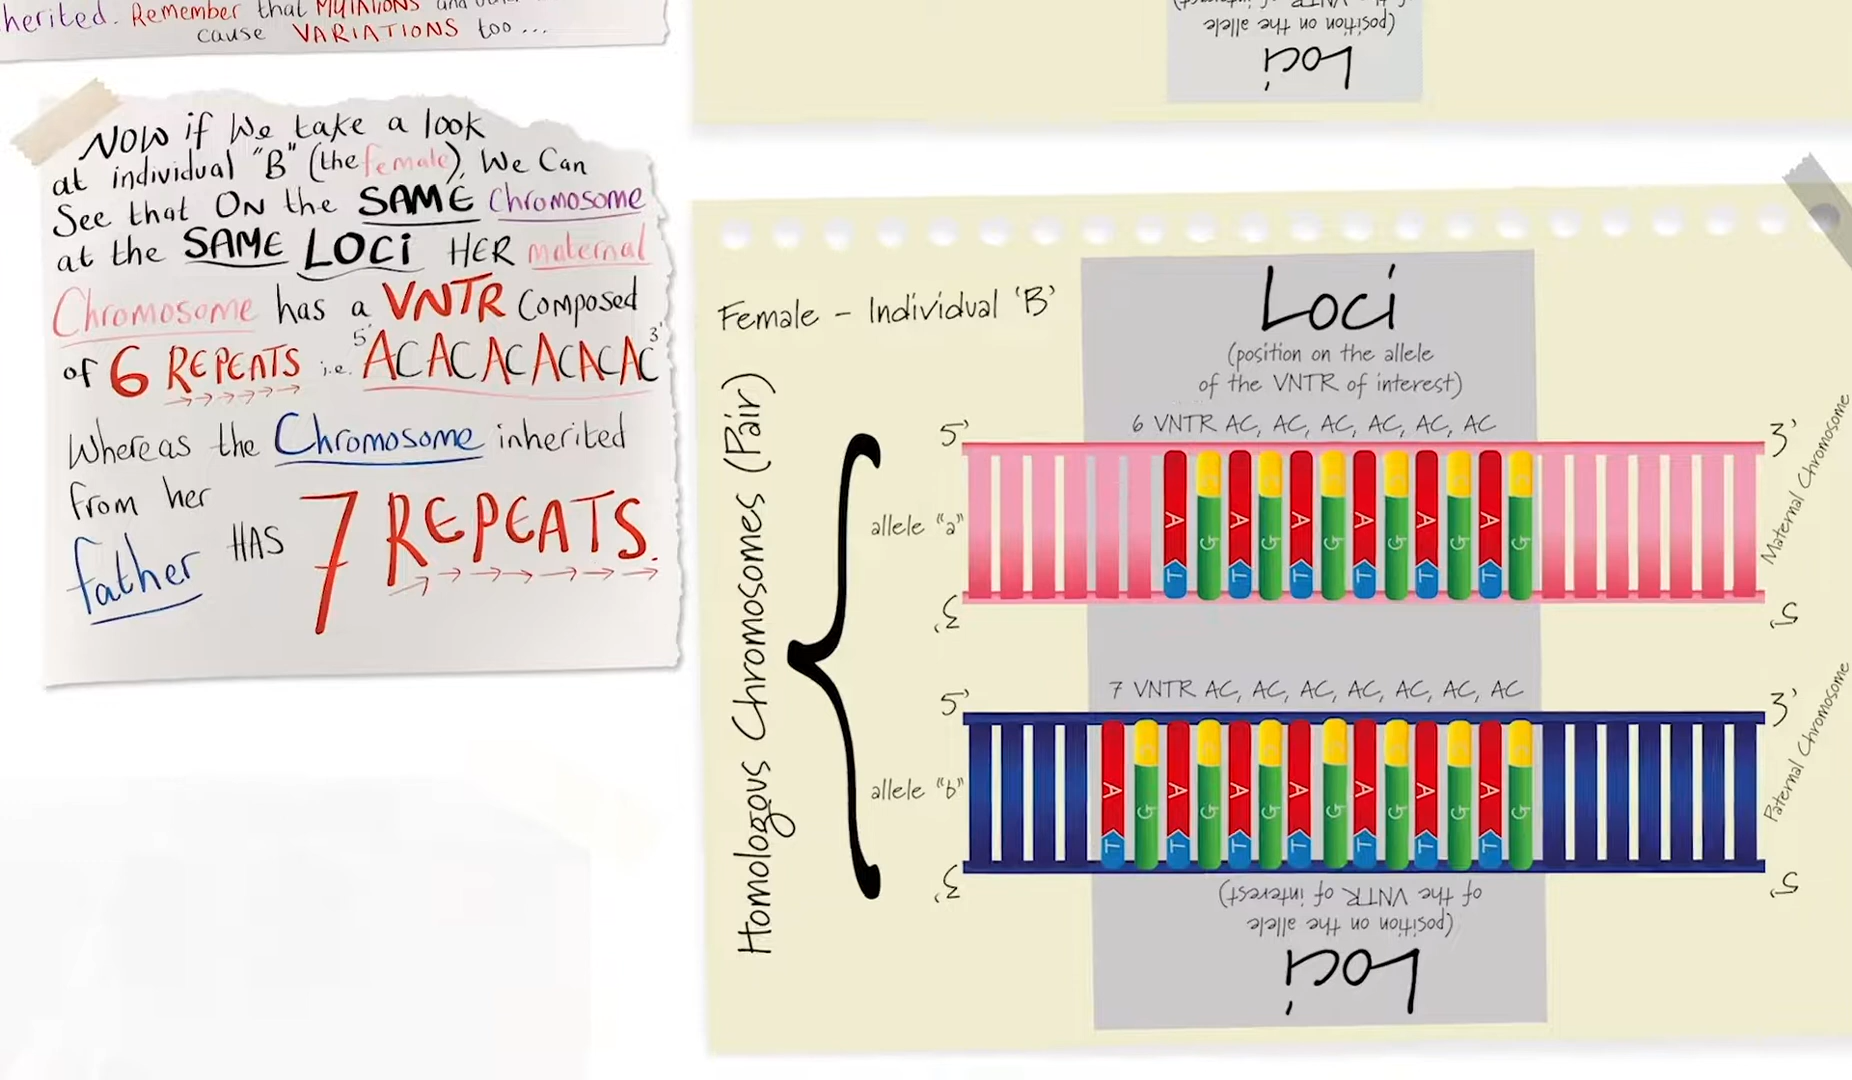 herited. Remember that MUTATIONS and
cause VARIATIONS too ...
NOW if We take a look
at individual "B" (the female), We Can
See that ON the SAME Chromosome
at the SAME LOCi HER maternal
Chromosome has a VNTR Composed
of 6 REPEATS i.e. 5' ACACACACACAC 3'
Whereas the Chromosome inherited
from her
father HAS 7 REPEATS.
(position on the allele
Loci
Female - Individual 'B'
Homologous Chromosomes (Pair)
Loci
(position on the allele
of the VNTR of interest)
6 VNTR AC, AC, AC, AC, AC, AC
5' 3'
allele "a"
A G A G A G A G A G A G
T T T T T T
3' 5'
Maternal Chromosome
7 VNTR AC, AC, AC, AC, AC, AC, AC
5' 3'
allele "b"
A G A G A G A G A G A G A G
T T T T T T T
3' 5'
Paternal Chromosome
of the VNTR of interest)
(position on the allele
Loci